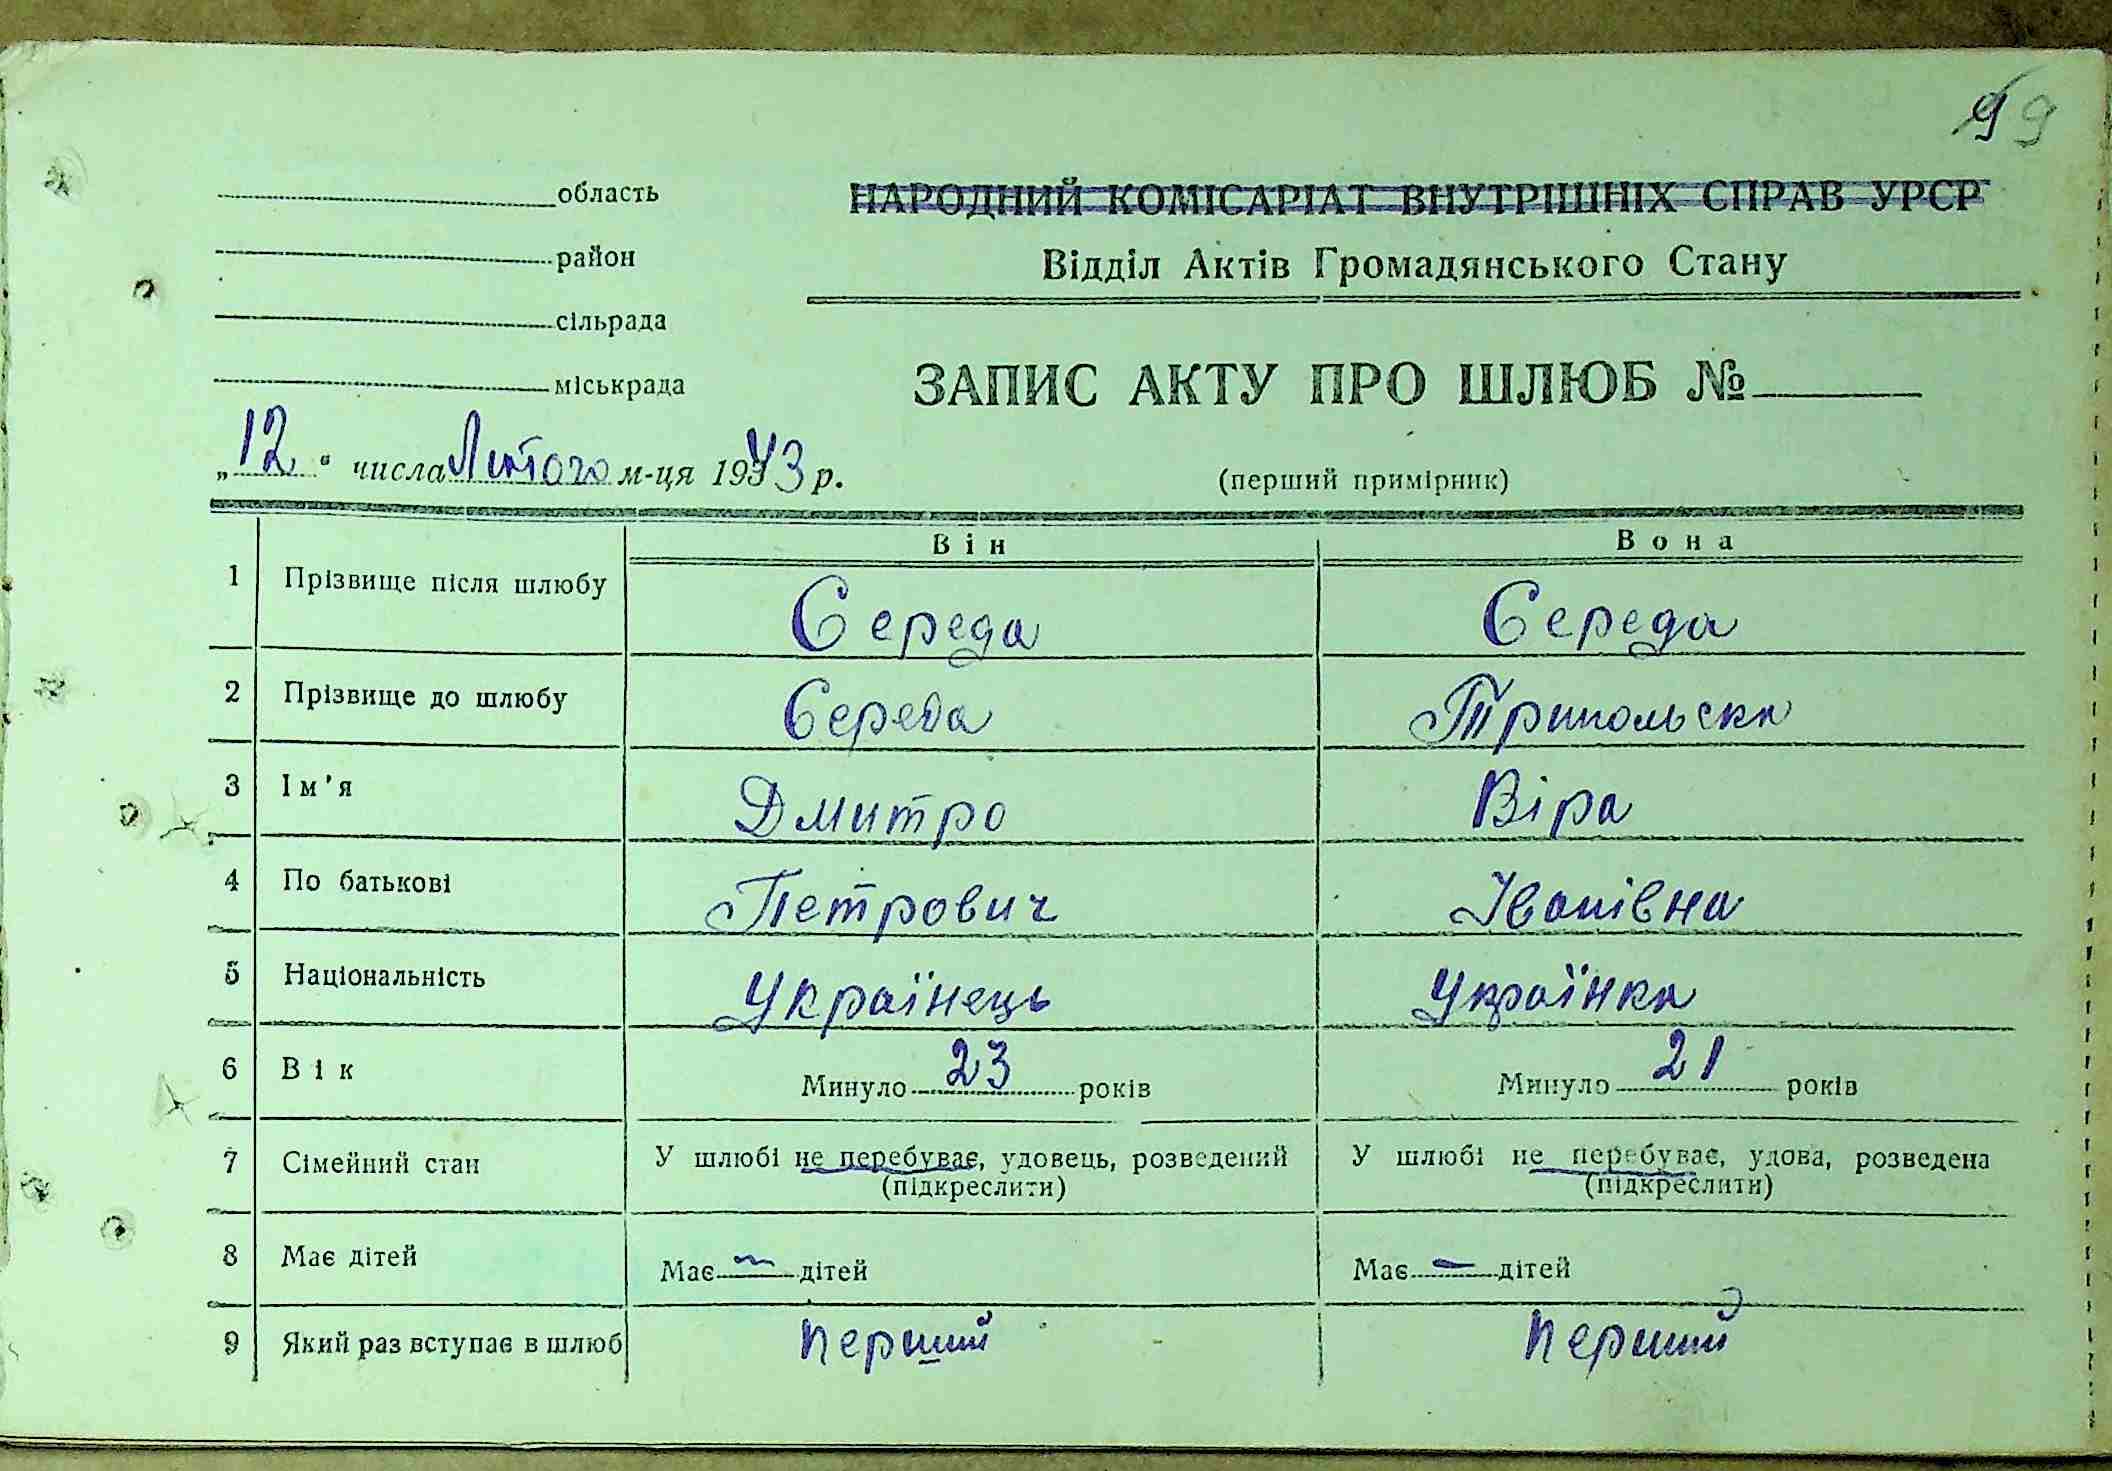 9 9
область
НАРОДНИЙ КОМІСАРІАТ ВНУТРІШНІХ СПРАВ УРСР
район
Відділ Актів Громадянського Стану
сільрада
міськрада
ЗАПИС АКТУ ПРО ШЛЮБ №
„12“ числа Лютого м-ця 1943 р.
(перший примірник)
Він Вона
1 Прізвище після шлюбу Середа Середа
2 Прізвище до шлюбу Середа Трипольска
3 Ім'я Дмитро Віра
4 По батькові Петрович Іванівна
5 Національність Українець Українка
6 Вік Минуло 23 років Минуло 21 років
7 Сімейний стан У шлюбі не перебуває, удовець, розведений У шлюбі не перебуває, удова, розведена
(підкреслити) (підкреслити)
8 Має дітей Має — дітей Має — дітей
9 Який раз вступає в шлюб перший перший